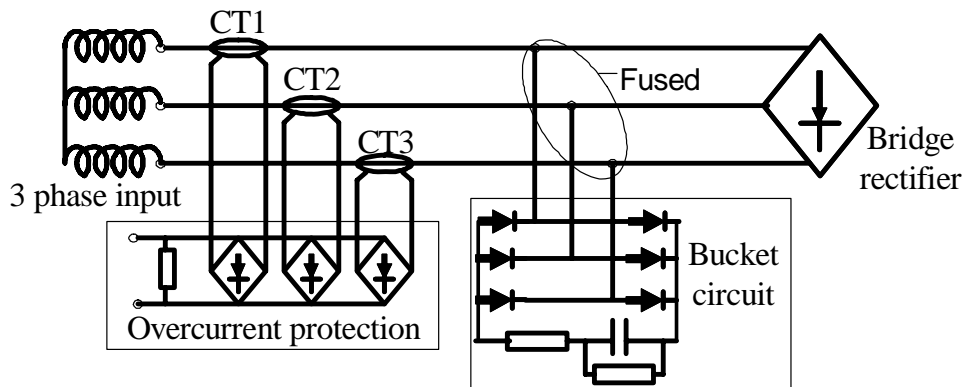 CT1
CT2
CT3
Fused
3 phase input
Bridge
rectifier
Bucket
circuit
Overcurrent protection